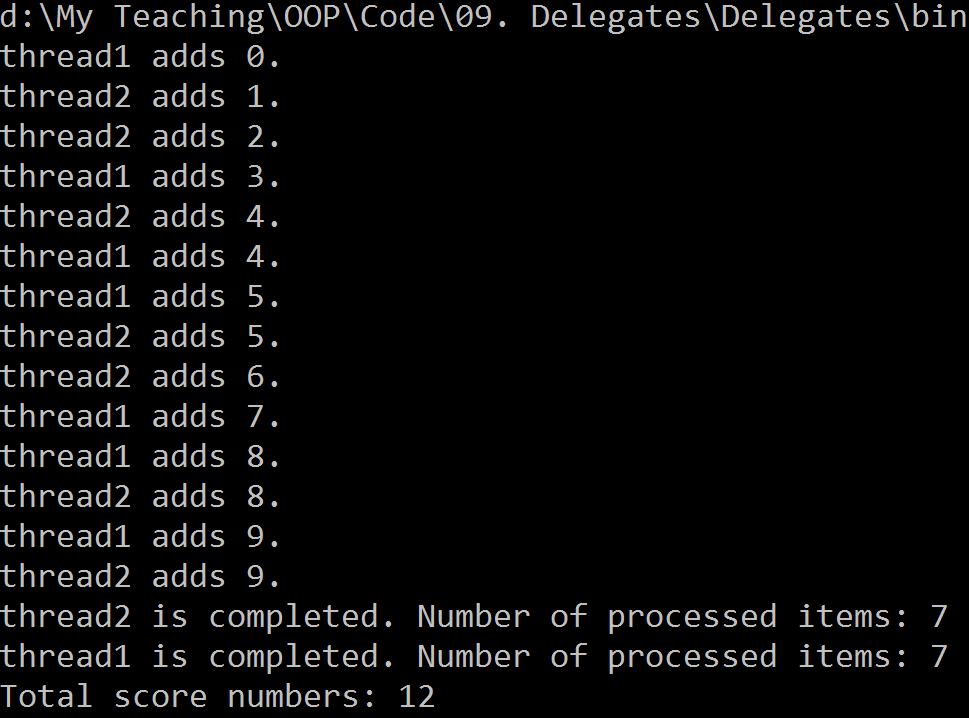 d:\My Teaching\OOP\Code\09. Delegates\Delegates\bin
thread1 adds 0.
thread2 adds 1.
thread2 adds 2.
thread1 adds 3.
thread2 adds 4.
thread1 adds 4.
thread1 adds 5.
thread2 adds 5.
thread2 adds 6.
thread1 adds 7.
thread1 adds 8.
thread2 adds 8.
thread1 adds 9.
thread2 adds 9.
thread2 is completed. Number of processed items: 7
thread1 is completed. Number of processed items: 7
Total score numbers: 12